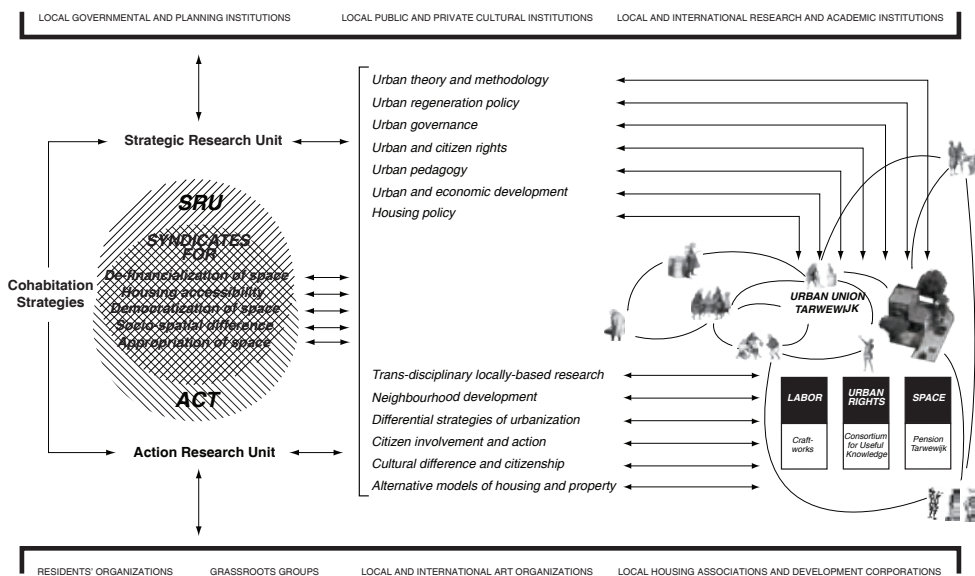 LOCAL GOVERNMENTAL AND PLANNING INSTITUTIONS
LOCAL PUBLIC AND PRIVATE CULTURAL INSTITUTIONS
LOCAL AND INTERNATIONAL RESEARCH AND ACADEMIC INSTITUTIONS
Urban theory and methodology
Urban regeneration policy
Urban governance
Strategic Research Unit
Urban and citizen rights
Urban pedagogy
Urban and economic development
Housing policy
SRU
SYNDICATES
FOR
De-financialization of space
Housing accessibility
Democratization of space
Socio-spatial difference
Appropriation of space
Cohabitation
Strategies
URBAN UNION
TARWEWIJK
ACT
Action Research Unit
Trans-disciplinary locally-based research
Neighbourhood development
Differential strategies of urbanization
Citizen involvement and action
Cultural difference and citizenship
Alternative models of housing and property
LABOR
Craft-
works
URBAN
RIGHTS
Consortium
for Useful
Knowledge
SPACE
Pension
Tarwewijk
RESIDENTS' ORGANIZATIONS
GRASSROOTS GROUPS
LOCAL AND INTERNATIONAL ART ORGANIZATIONS
LOCAL HOUSING ASSOCIATIONS AND DEVELOPMENT CORPORATIONS